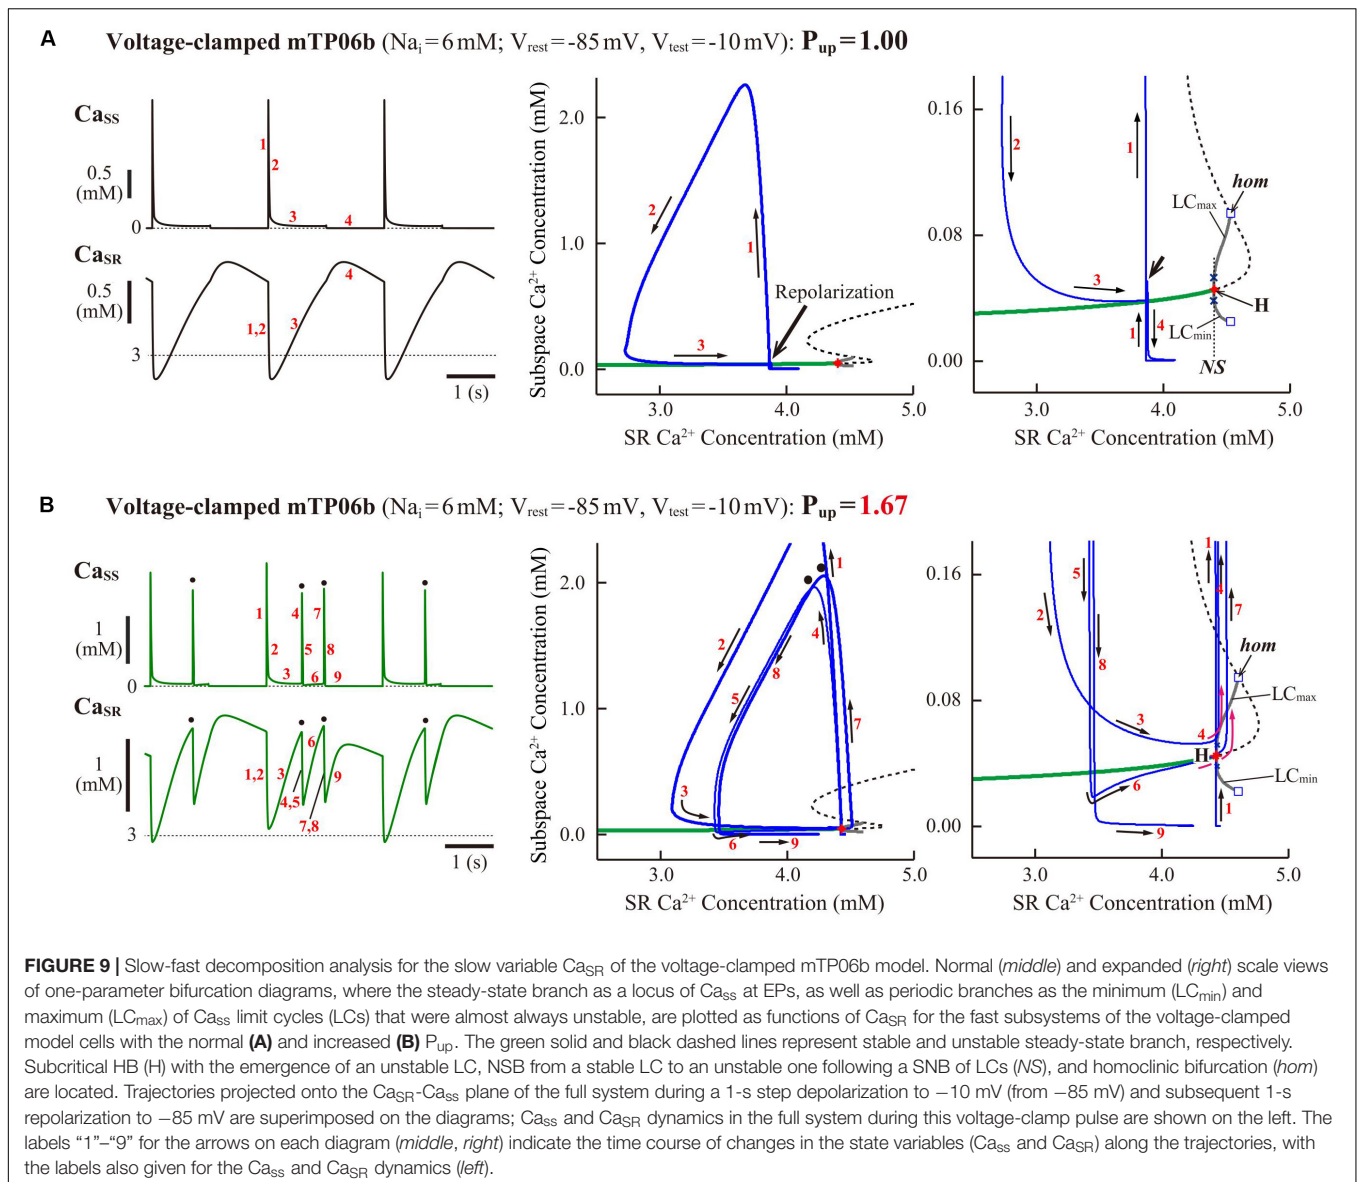 A
Voltage-clamped mTP06b (Nai=6 mM; Vrest=-85 mV, Vtest=-10 mV): Pup=1.00
CaSS
0.5
(mM)
0
1
2
3
4
CaSR
0.5
(mM)
3
1,2
3
4
1 (s)
Subspace Ca2+ Concentration (mM)
2.0
1.0
0.0
2
1
Repolarization
3
3.0
4.0
5.0
SR Ca2+ Concentration (mM)
0.16
0.08
0.00
2
1
hom
LCmax
3
H
1
4
LCmin
NS
3.0
4.0
5.0
SR Ca2+ Concentration (mM)
B
Voltage-clamped mTP06b (Nai=6 mM; Vrest=-85 mV, Vtest=-10 mV): Pup=1.67
CaSS
1
(mM)
0
1
2
3
4
5
6
7
8
9
CaSR
1
(mM)
3
1,2
3
4,5
6
7,8
9
1 (s)
Subspace Ca2+ Concentration (mM)
2.0
1.0
0.0
1
2
4
8
5
7
3
6
9
3.0
4.0
5.0
SR Ca2+ Concentration (mM)
0.16
0.08
0.00
1
5
4
2
7
8
hom
LCmax
3
4
H
6
LCmin
1
9
3.0
4.0
5.0
SR Ca2+ Concentration (mM)
FIGURE 9 | Slow-fast decomposition analysis for the slow variable CaSR of the voltage-clamped mTP06b model. Normal (middle) and expanded (right) scale views
of one-parameter bifurcation diagrams, where the steady-state branch as a locus of Cass at EPs, as well as periodic branches as the minimum (LCmin) and
maximum (LCmax) of Cass limit cycles (LCs) that were almost always unstable, are plotted as functions of CaSR for the fast subsystems of the voltage-clamped
model cells with the normal (A) and increased (B) Pup. The green solid and black dashed lines represent stable and unstable steady-state branch, respectively.
Subcritical HB (H) with the emergence of an unstable LC, NSB from a stable LC to an unstable one following a SNB of LCs (NS), and homoclinic bifurcation (hom)
are located. Trajectories projected onto the CaSR-Cass plane of the full system during a 1-s step depolarization to −10 mV (from −85 mV) and subsequent 1-s
repolarization to −85 mV are superimposed on the diagrams; Cass and CaSR dynamics in the full system during this voltage-clamp pulse are shown on the left. The
labels “1”–“9” for the arrows on each diagram (middle, right) indicate the time course of changes in the state variables (Cass and CaSR) along the trajectories, with
the labels also given for the Cass and CaSR dynamics (left).